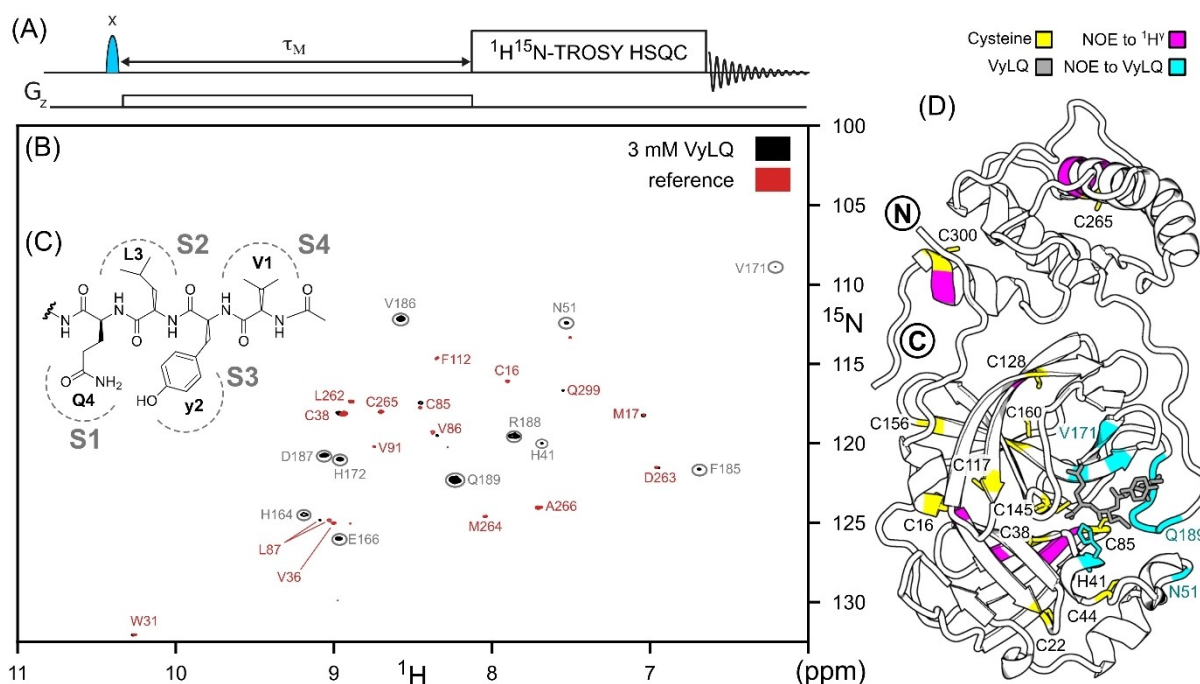 (A)
x
τM
¹H¹⁵N-TROSY HSQC
Gz
Cysteine
NOE to ¹Hᵞ
VyLQ
NOE to VyLQ
(B)
3 mM VyLQ
reference
(C)
S2
S4
L3
V1
O
O
O
N
H
H
N
N
H
H
N
N
H
O
O
O
NH₂
HO
S3
Q4
y2
S1
V171
V186
N51
F112
C16
L262
C265
C85
Q299
C38
M17
R188
V86
H41
V91
D187
H172
F185
Q189
D263
H164
M264
A266
L87
E166
V36
W31
100
105
110
¹⁵N
115
120
125
130
11
10
9
¹H
8
7
(ppm)
(D)
N
C300
C265
C
C128
C156
C160
V171
C117
C16
C145
C38
C85
Q189
H41
N51
C44
C22